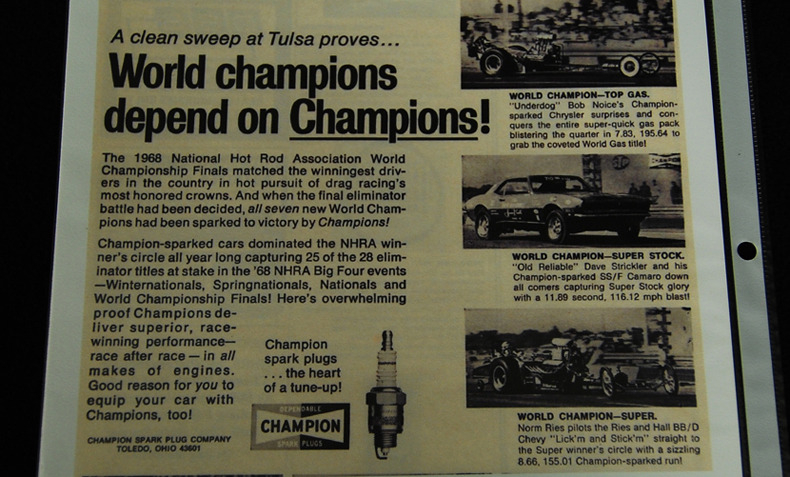 A clean sweep at Tulsa proves...
World champions
depend on Champions!
The 1968 National Hot Rod Association World
Championship Finals matched the winningest driv-
ers in the country in hot pursuit of drag racing's
most honored crowns. And when the final eliminator
battle had been decided, all seven new World Cham-
pions had been sparked to victory by Champions!
Champion-sparked cars dominated the NHRA win-
ner's circle all year long capturing 25 of the 28 elim-
inator titles at stake in the '68 NHRA Big Four events
—Winternationals, Springnationals, Nationals and
World Championship Finals! Here's overwhelming
proof Champions de-
liver superior, race-
winning performance—
race after race — in all
makes of engines.
Good reason for you to
equip your car with
Champions, too!
CHAMPION SPARK PLUG COMPANY
TOLEDO, OHIO 43601
Champion
spark plugs
... the heart
of a tune-up!
DEPENDABLE
CHAMPION
SPARK PLUGS
WORLD CHAMPION—TOP GAS.
"Underdog" Bob Noice's Champion-
sparked Chrysler surprises and con-
quers the entire super-quick gas pack
blistering the quarter in 7.83, 195.64 to
grab the coveted World Gas title!
WORLD CHAMPION—SUPER STOCK.
"Old Reliable" Dave Strickler and his
Champion-sparked SS/F Camaro down
all comers capturing Super Stock glory
with a 11.89 second, 116.12 mph blast!
WORLD CHAMPION—SUPER.
Norm Ries pilots the Ries and Hall BB/D
Chevy "Lick'm and Stick'm" straight to
the Super winner's circle with a sizzling
8.66, 155.01 Champion-sparked run!